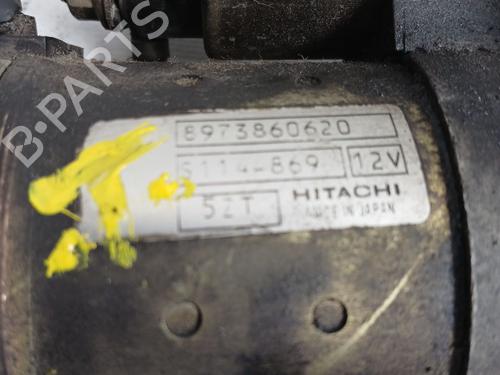 8973860620
S114-869 12V
52T HITACHI
MADE IN JAPAN
B-PARTS